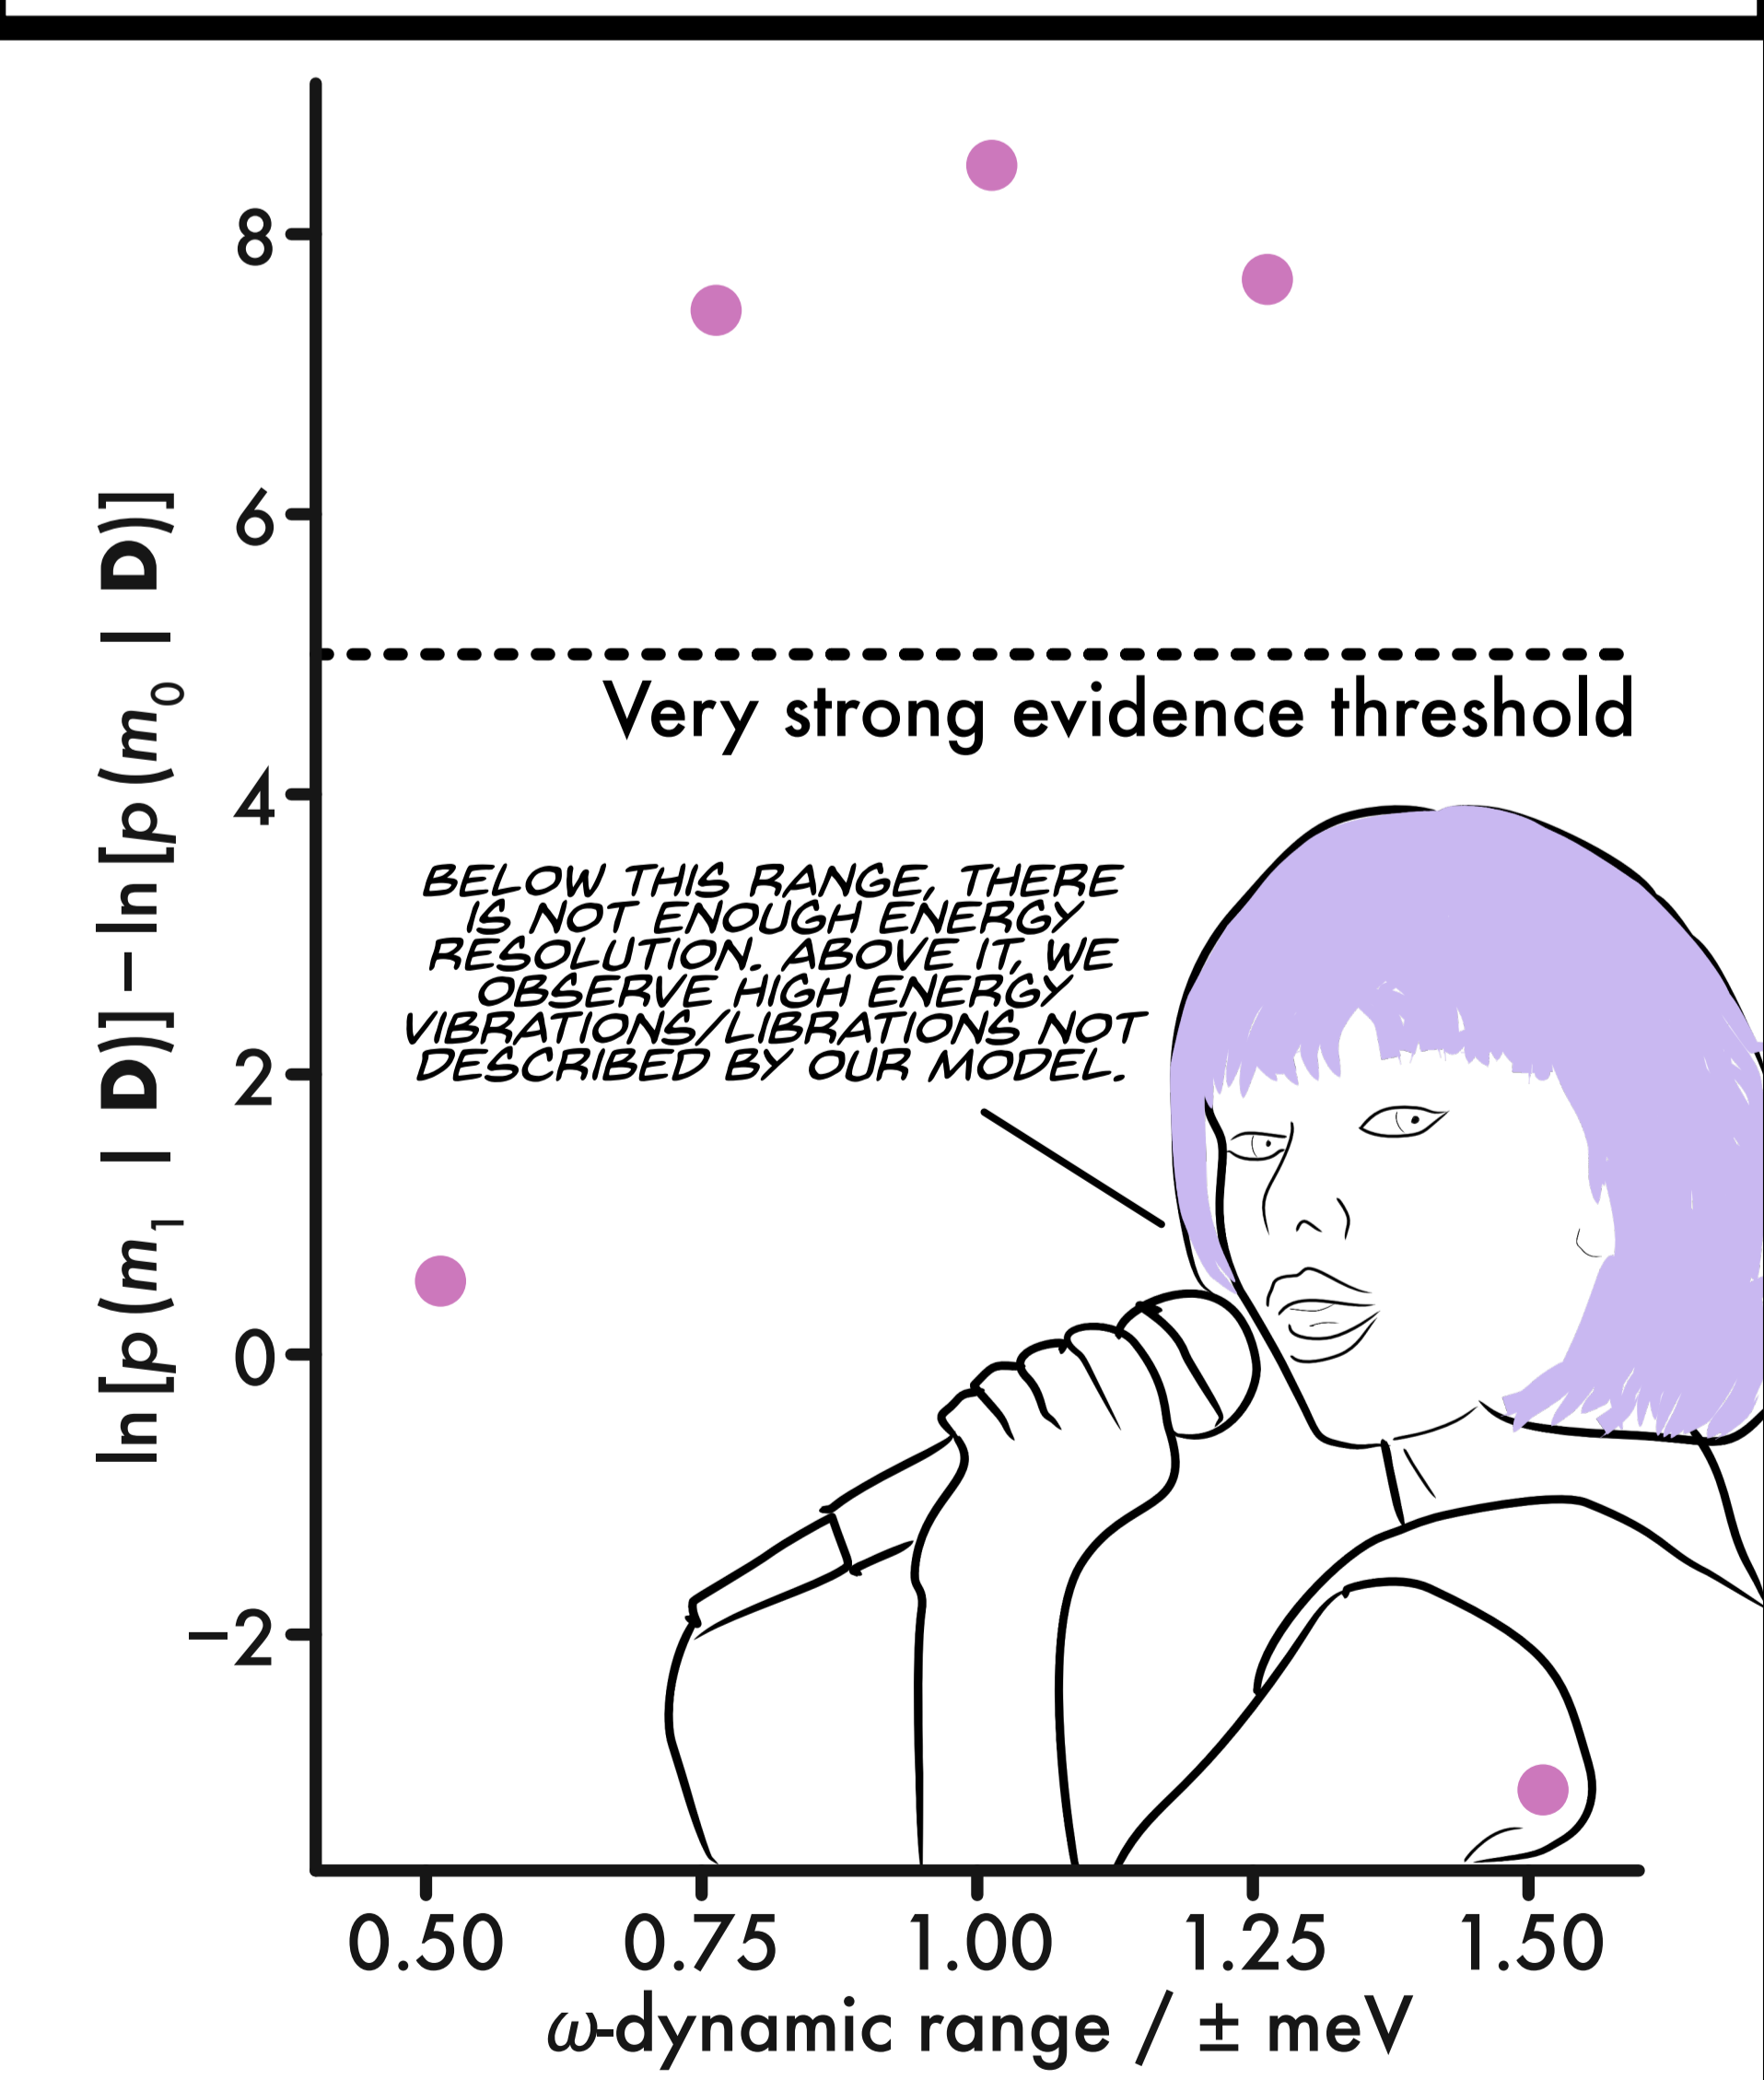 8
6
4
2
0
−2
ln[p(m₁ | D)] − ln[p(m₀ | D)]
Very strong evidence threshold
BELOW THIS RANGE, THERE
IS NOT ENOUGH ENERGY
RESOLUTION. ABOVE IT, WE
OBSERVE HIGH ENERGY
VIBRATIONS/LIBRATIONS NOT
DESCRIBED BY OUR MODEL.
0.50 0.75 1.00 1.25 1.50
ω-dynamic range / ± meV